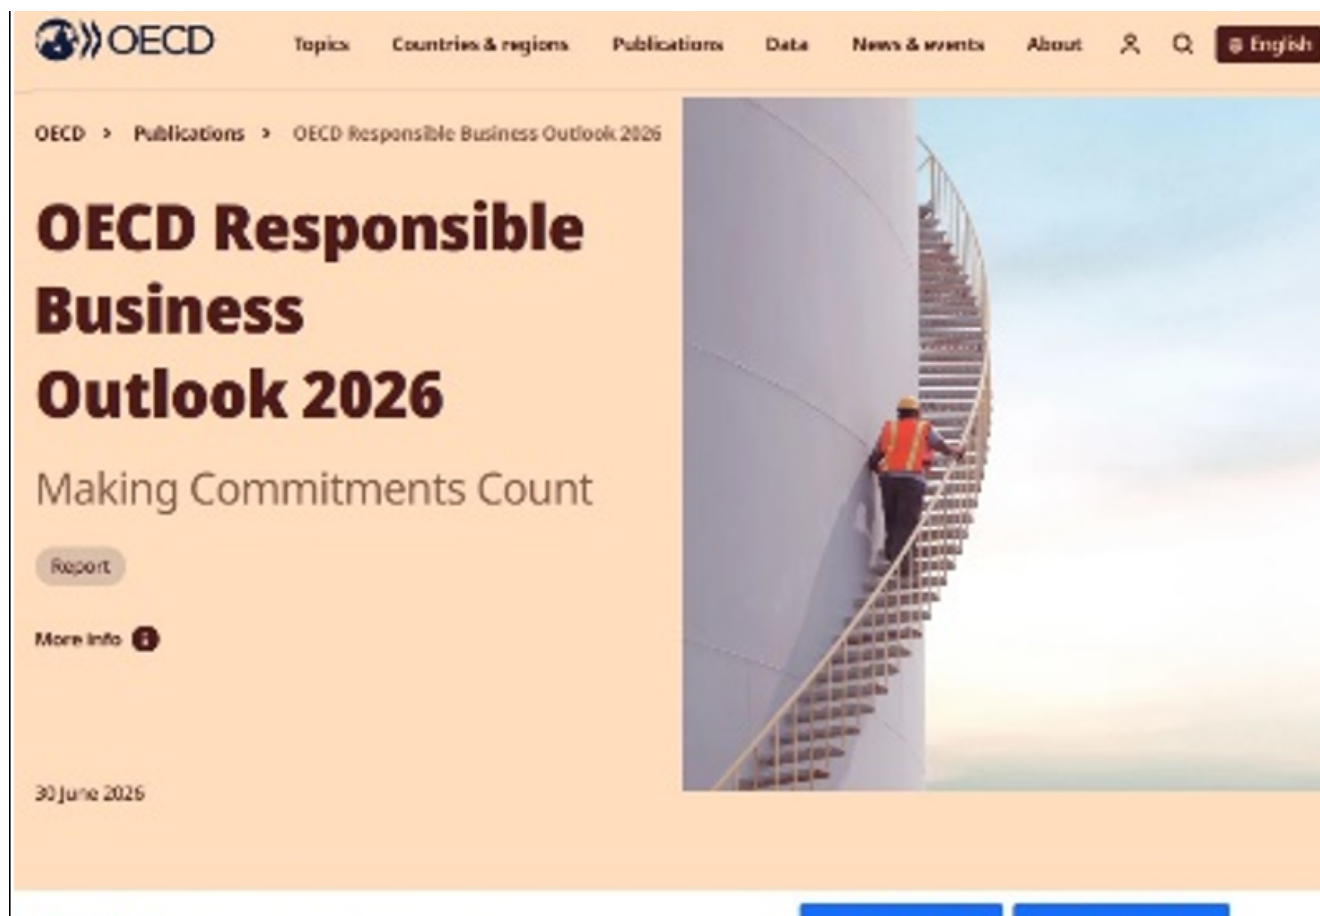 OECD
Topics Countries & regions Publications Data News & events About English
OECD > Publications > OECD Responsible Business Outlook 2026
OECD Responsible
Business
Outlook 2026
Making Commitments Count
Report
More info
30 June 2026